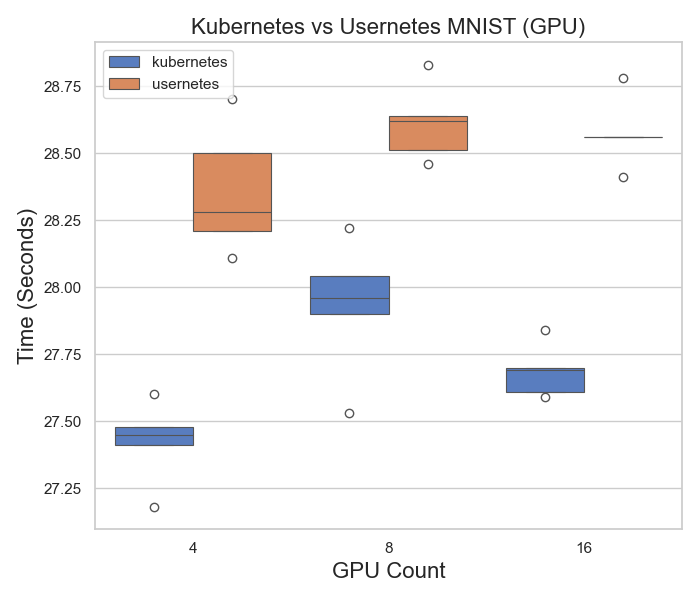 Kubernetes vs Usernetes MNIST (GPU)
kubernetes
usernetes
28.75
28.50
28.25
28.00
27.75
27.50
27.25
Time (Seconds)
4
8
16
GPU Count